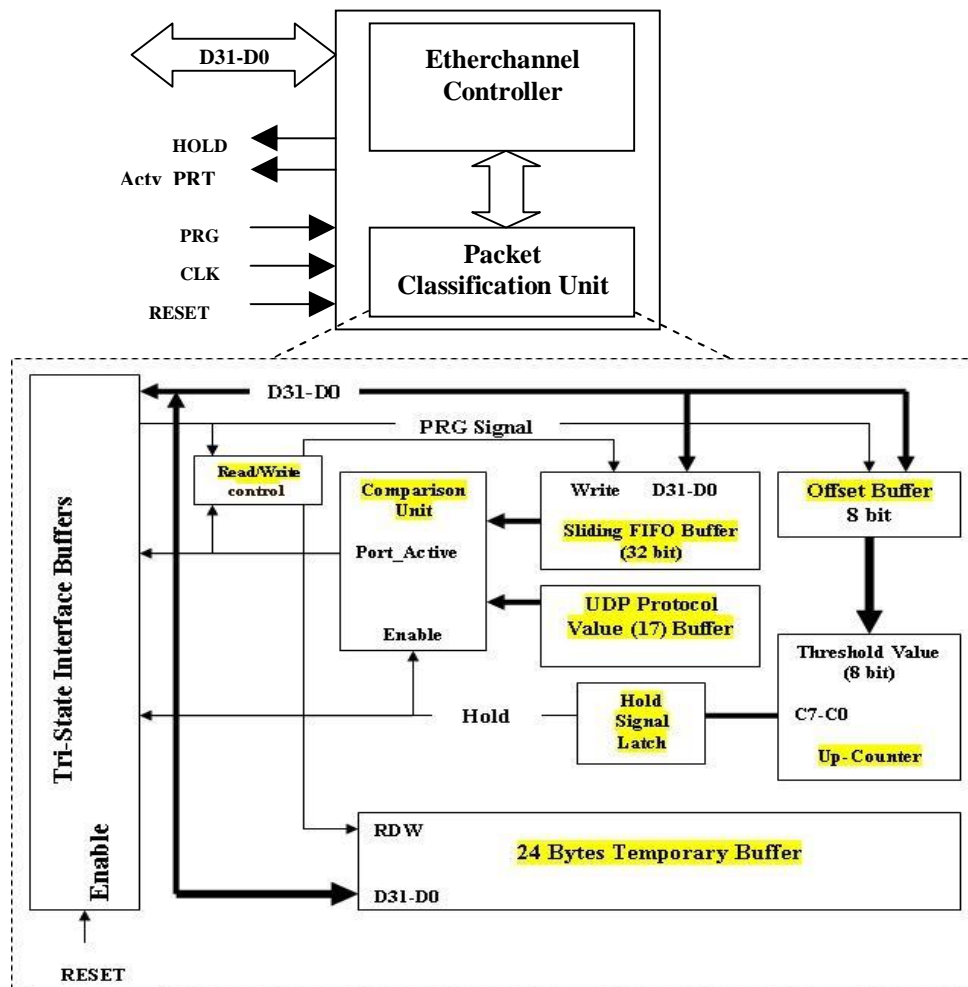 D31-D0
Etherchannel
Controller
HOLD
Actv PRT
PRG
CLK
RESET
Packet
Classification Unit
D31-D0
PRG Signal
Read/Write
control
Comparison
Unit
Port_Active
Enable
Write D31-D0
Sliding FIFO Buffer
(32 bit)
Offset Buffer
8 bit
UDP Protocol
Value (17) Buffer
Threshold Value
(8 bit)
C7-C0
Up-Counter
Hold
Hold
Signal
Latch
Tri-State Interface Buffers
Enable
RDW
24 Bytes Temporary Buffer
D31-D0
RESET